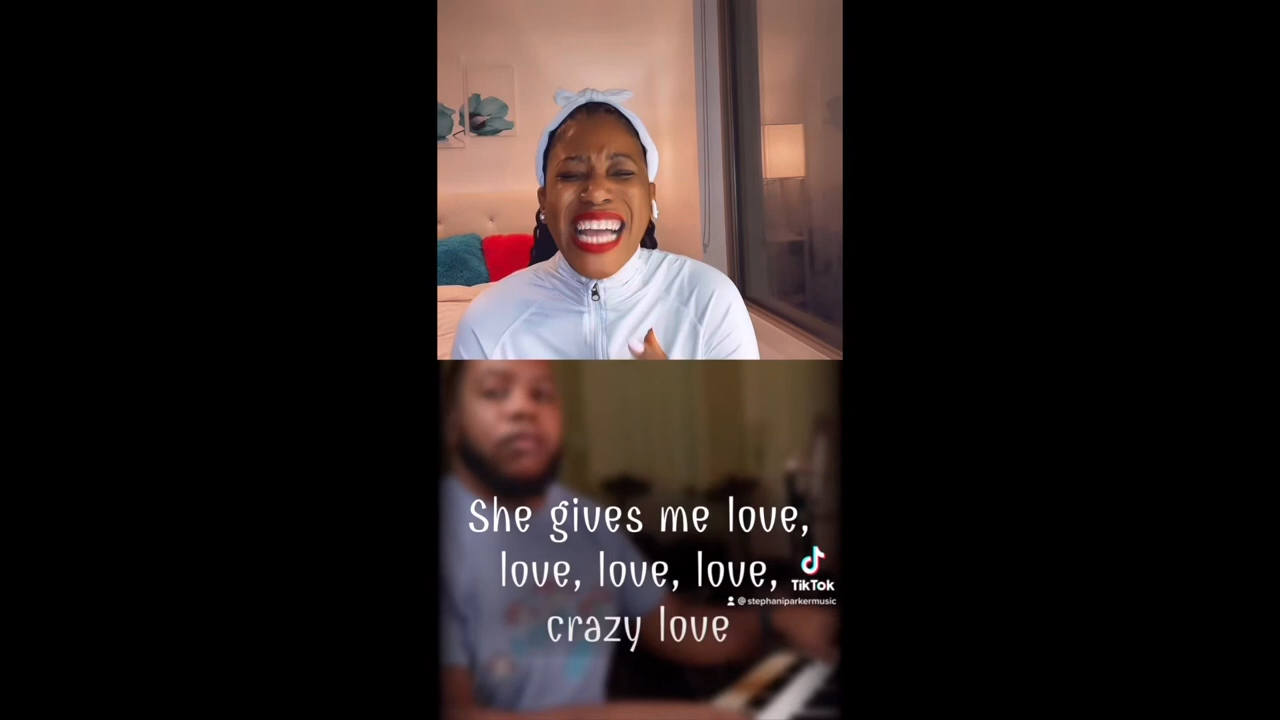 She gives me love,
love, love, love,
crazy love
TikTok
@stephaniparkermusic